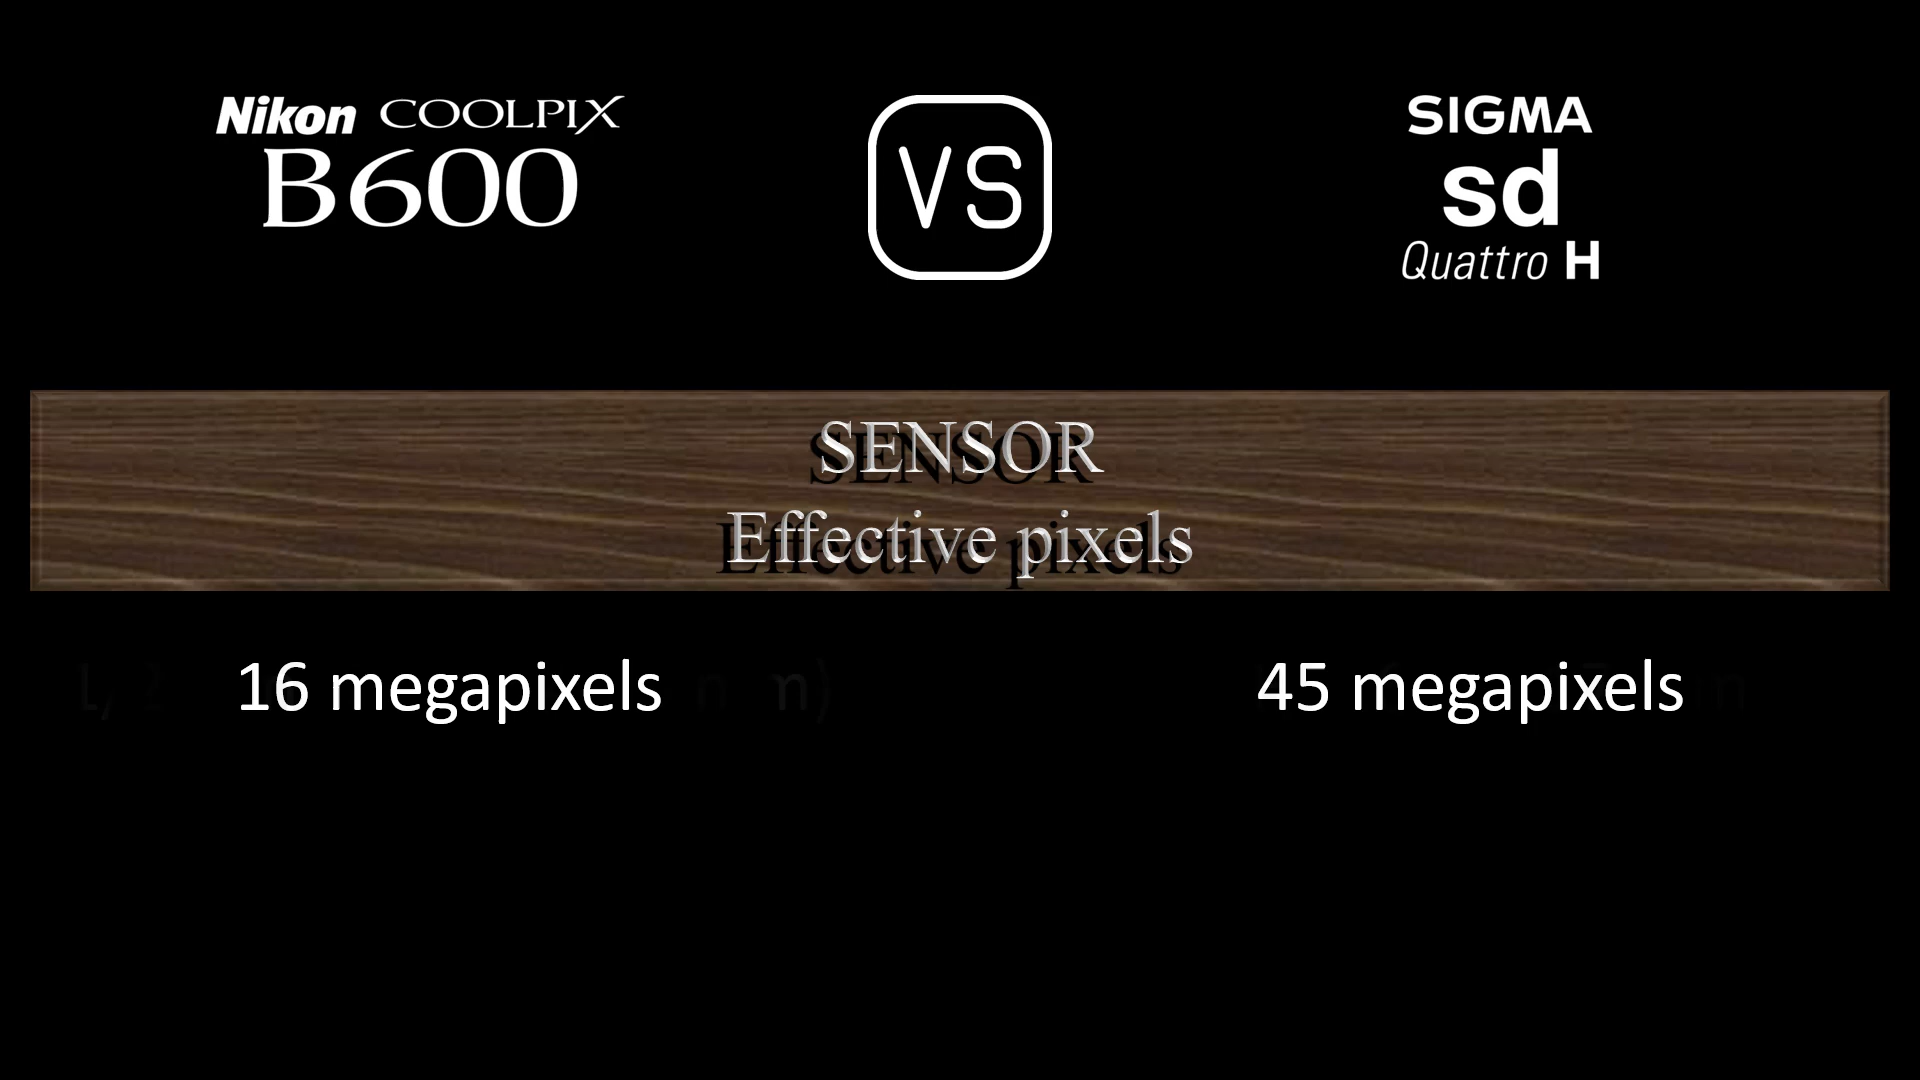 Nikon COOLPIX
B600
VS
SIGMA
sd
Quattro H
SENSOR
Effective pixels
16 megapixels
45 megapixels